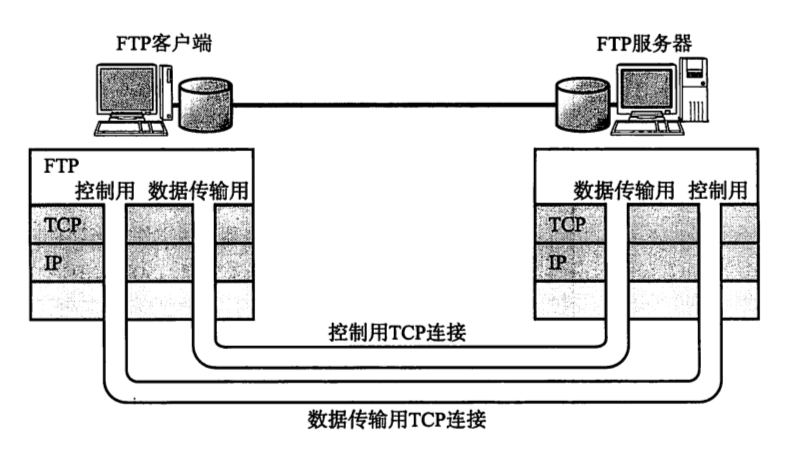 FTP客户端
FTP服务器
FTP
控制用 数据传输用
数据传输用 控制用
TCP
TCP
IP
IP
控制用TCP连接
数据传输用TCP连接